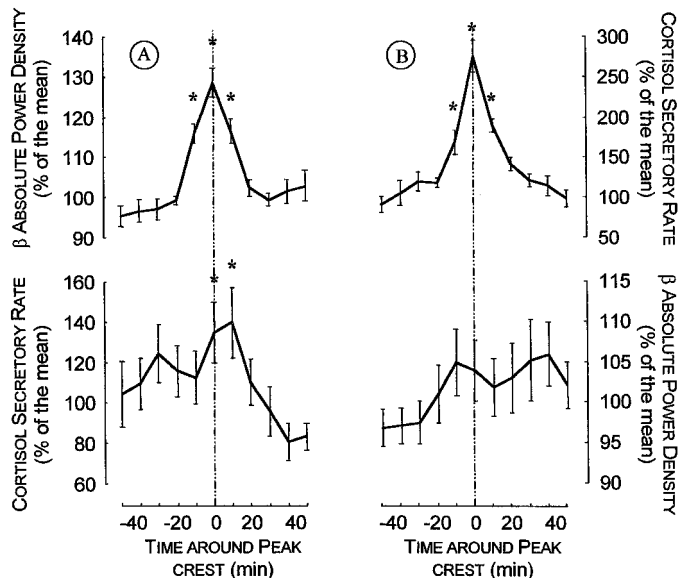 β ABSOLUTE POWER DENSITY
(% of the mean)
140
130
120
110
100
90
A
*
*
*
B
*
*
*
300
250
200
150
100
50
CORTISOL SECRETORY RATE
(% of the mean)
CORTISOL SECRETORY RATE
(% of the mean)
160
140
120
100
80
60
*
*
115
110
105
100
95
90
β ABSOLUTE POWER DENSITY
(% of the mean)
-40 -20 0 20 40
TIME AROUND PEAK
CREST (min)
-40 -20 0 20 40
TIME AROUND PEAK
CREST (min)